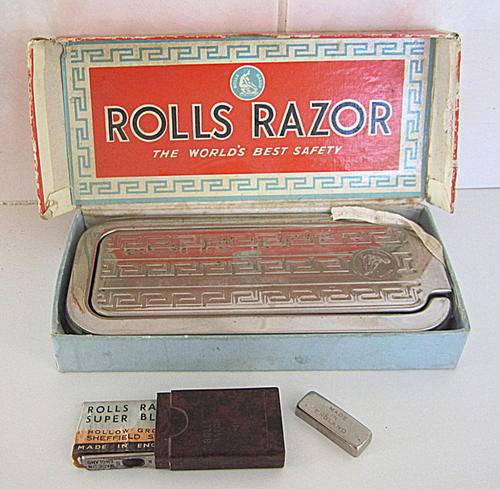 ROLLS RAZOR
THE WORLD'S BEST SAFETY
ROLLS RA
SUPER BL
HOLLOW GR
SHEFFIELD S
MADE IN ENG
ROLLS
MADE
IN
ENGLAND